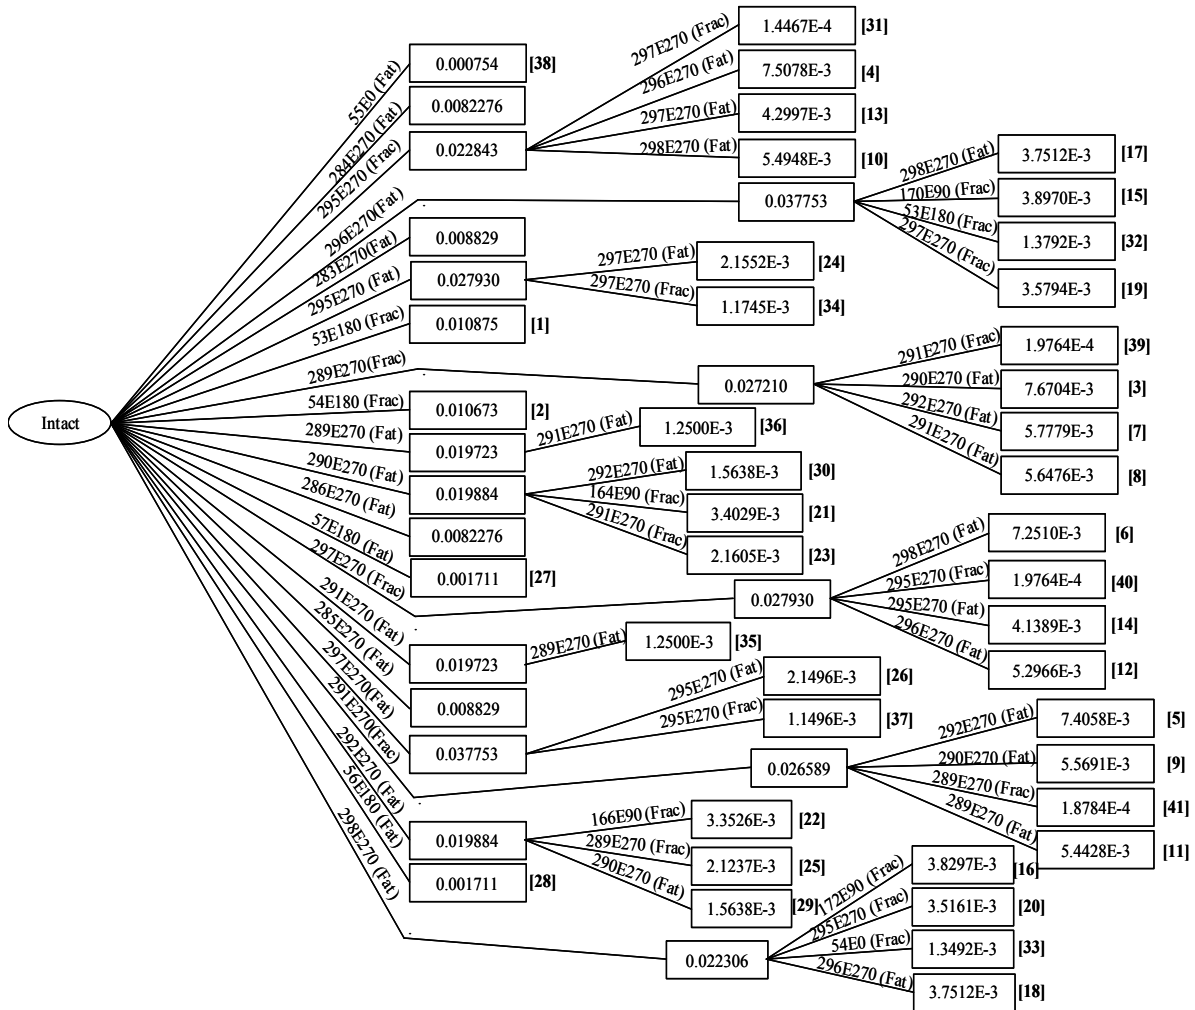 Intact
55E0 (Fat)
0.000754
[38]
284E270 (Fat)
0.0082276
295E270 (Frac)
0.022843
297E270 (Frac)
1.4467E-4
[31]
296E270 (Fat)
7.5078E-3
[4]
297E270 (Fat)
4.2997E-3
[13]
298E270 (Fat)
5.4948E-3
[10]
296E270(Fat)
0.037753
298E270 (Fat)
3.7512E-3
[17]
170E90 (Frac)
3.8970E-3
[15]
53E180 (Frac)
1.3792E-3
[32]
297E270 (Frac)
3.5794E-3
[19]
283E270(Fat)
0.008829
295E270 (Fat)
0.027930
297E270 (Fat)
2.1552E-3
[24]
297E270 (Frac)
1.1745E-3
[34]
53E180 (Frac)
0.010875
[1]
289E270(Frac)
0.027210
291E270 (Frac)
1.9764E-4
[39]
290E270 (Fat)
7.6704E-3
[3]
292E270 (Fat)
5.7779E-3
[7]
291E270 (Fat)
5.6476E-3
[8]
54E180 (Frac)
0.010673
[2]
289E270 (Fat)
0.019723
291E270 (Fat)
1.2500E-3
[36]
290E270 (Fat)
0.019884
292E270 (Fat)
1.5638E-3
[30]
164E90 (Frac)
3.4029E-3
[21]
291E270 (Frac)
2.1605E-3
[23]
286E270 (Fat)
0.0082276
57E180 (Fat)
0.001711
[27]
297E270 (Frac)
0.027930
298E270 (Fat)
7.2510E-3
[6]
295E270 (Frac)
1.9764E-4
[40]
295E270 (Fat)
4.1389E-3
[14]
296E270 (Fat)
5.2966E-3
[12]
291E270 (Fat)
0.019723
289E270 (Fat)
1.2500E-3
[35]
285E270 (Fat)
0.008829
297E270(Fat)
0.037753
295E270 (Fat)
2.1496E-3
[26]
295E270 (Frac)
1.1496E-3
[37]
291E270(Frac)
0.026589
292E270 (Fat)
7.4058E-3
[5]
290E270 (Fat)
5.5691E-3
[9]
289E270 (Frac)
1.8784E-4
[41]
289E270 (Fat)
5.4428E-3
[11]
292E270 (Fat)
0.019884
166E90 (Frac)
3.3526E-3
[22]
289E270 (Frac)
2.1237E-3
[25]
290E270 (Fat)
1.5638E-3
[29]
56E180 (Fat)
0.001711
[28]
298E270 (Fat)
0.022306
172E90 (Frac)
3.8297E-3
[16]
295E270 (Frac)
3.5161E-3
[20]
54E0 (Frac)
1.3492E-3
[33]
296E270 (Fat)
3.7512E-3
[18]